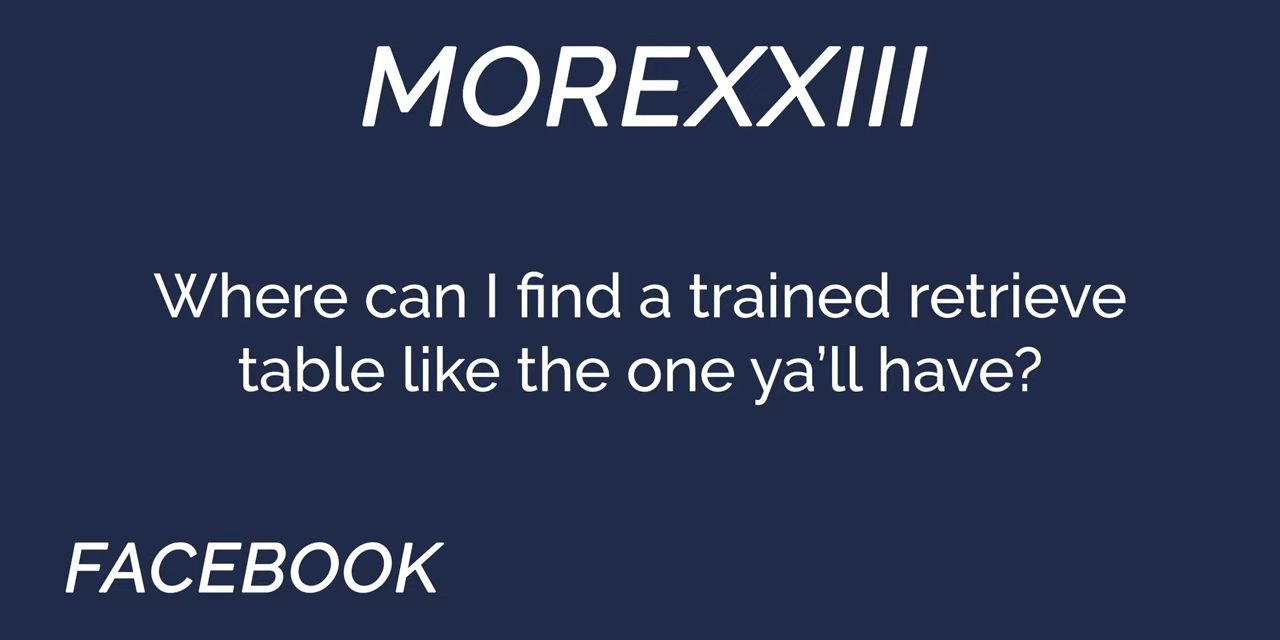 MOREXXIII
Where can I find a trained retrieve
table like the one ya’ll have?
FACEBOOK